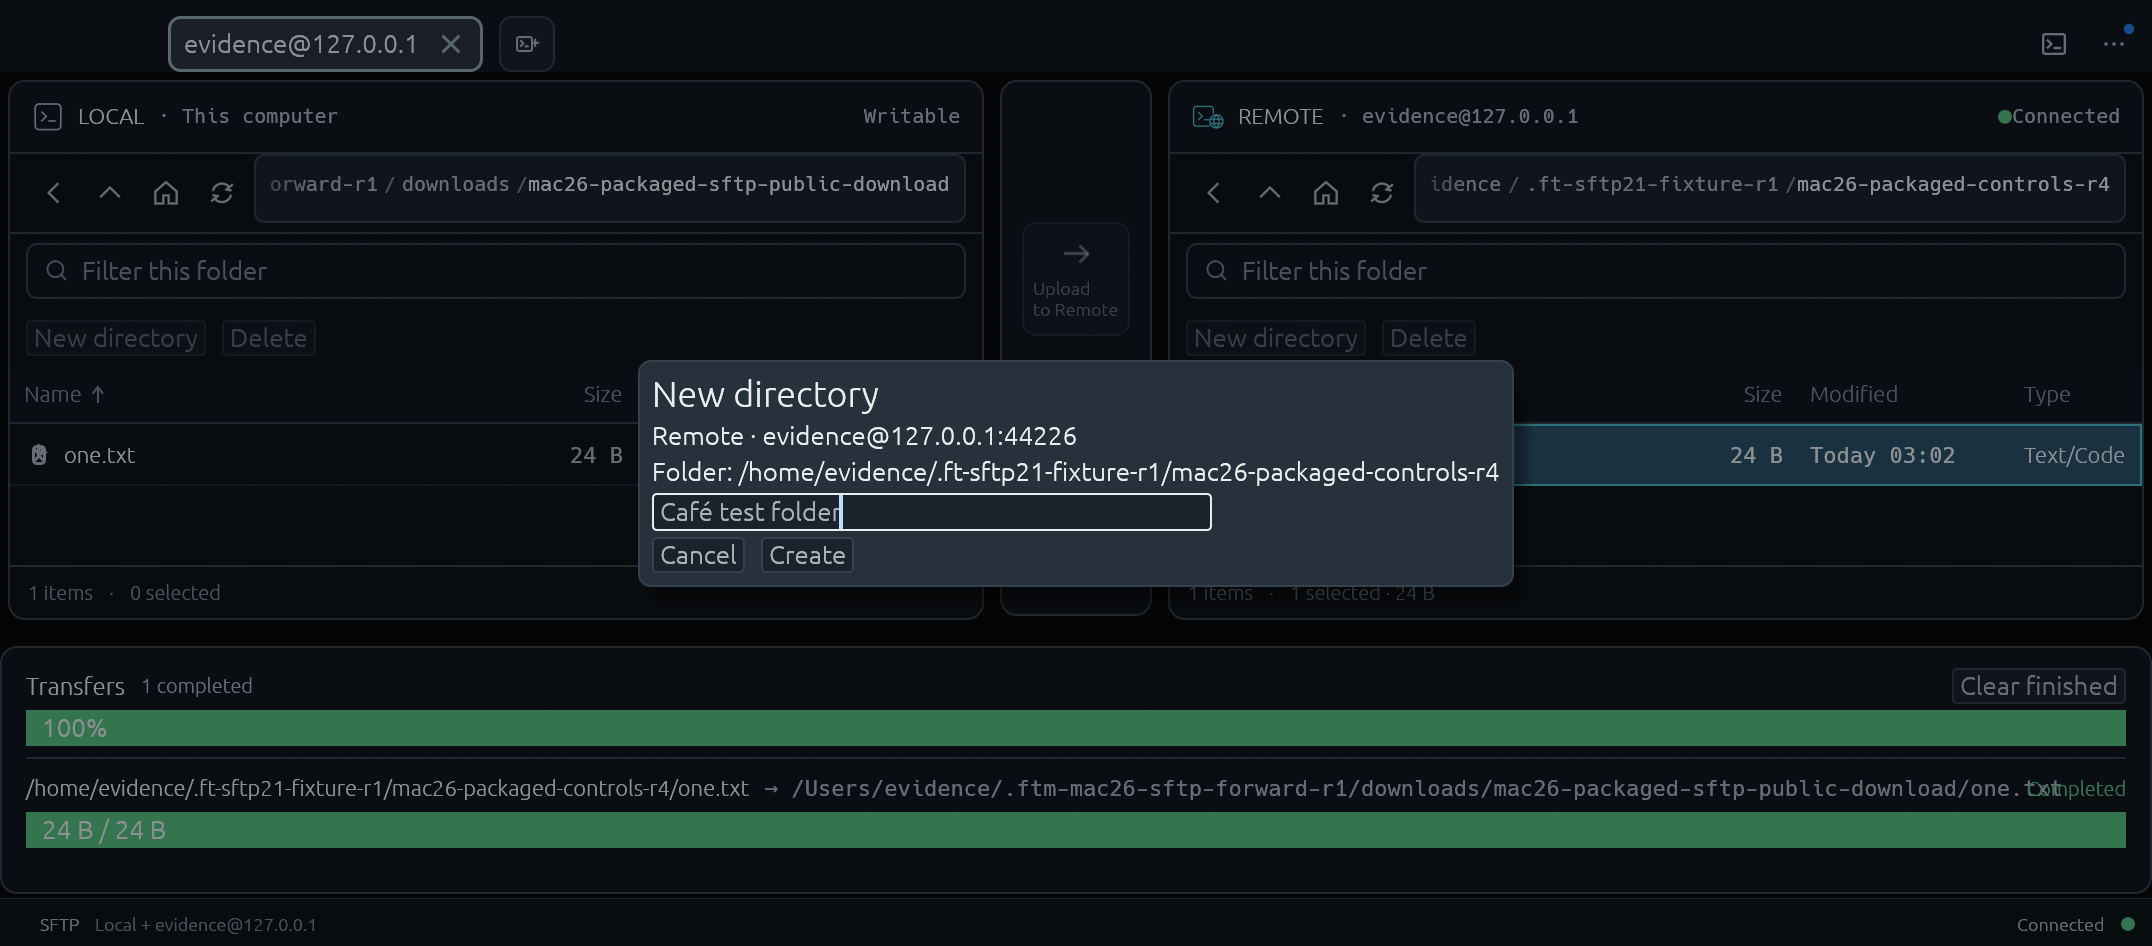 evidence@127.0.0.1
LOCAL · This computer
Writable
orward-r1 / downloads /mac26-packaged-sftp-public-download
Filter this folder
New directory Delete
Name ↑ Size
one.txt 24 B
1 items · 0 selected
→
Upload
to Remote
REMOTE · evidence@127.0.0.1
Connected
idence / .ft-sftp21-fixture-r1 /mac26-packaged-controls-r4
Filter this folder
New directory Delete
Size Modified Type
24 B Today 03:02 Text/Code
1 items · 1 selected · 24 B
New directory
Remote · evidence@127.0.0.1:44226
Folder: /home/evidence/.ft-sftp21-fixture-r1/mac26-packaged-controls-r4
Café test folder
Cancel Create
Transfers 1 completed
Clear finished
100%
/home/evidence/.ft-sftp21-fixture-r1/mac26-packaged-controls-r4/one.txt → /Users/evidence/.ftm-mac26-sftp-forward-r1/downloads/mac26-packaged-sftp-public-download/one.txt Completed
24 B / 24 B
SFTP Local + evidence@127.0.0.1
Connected